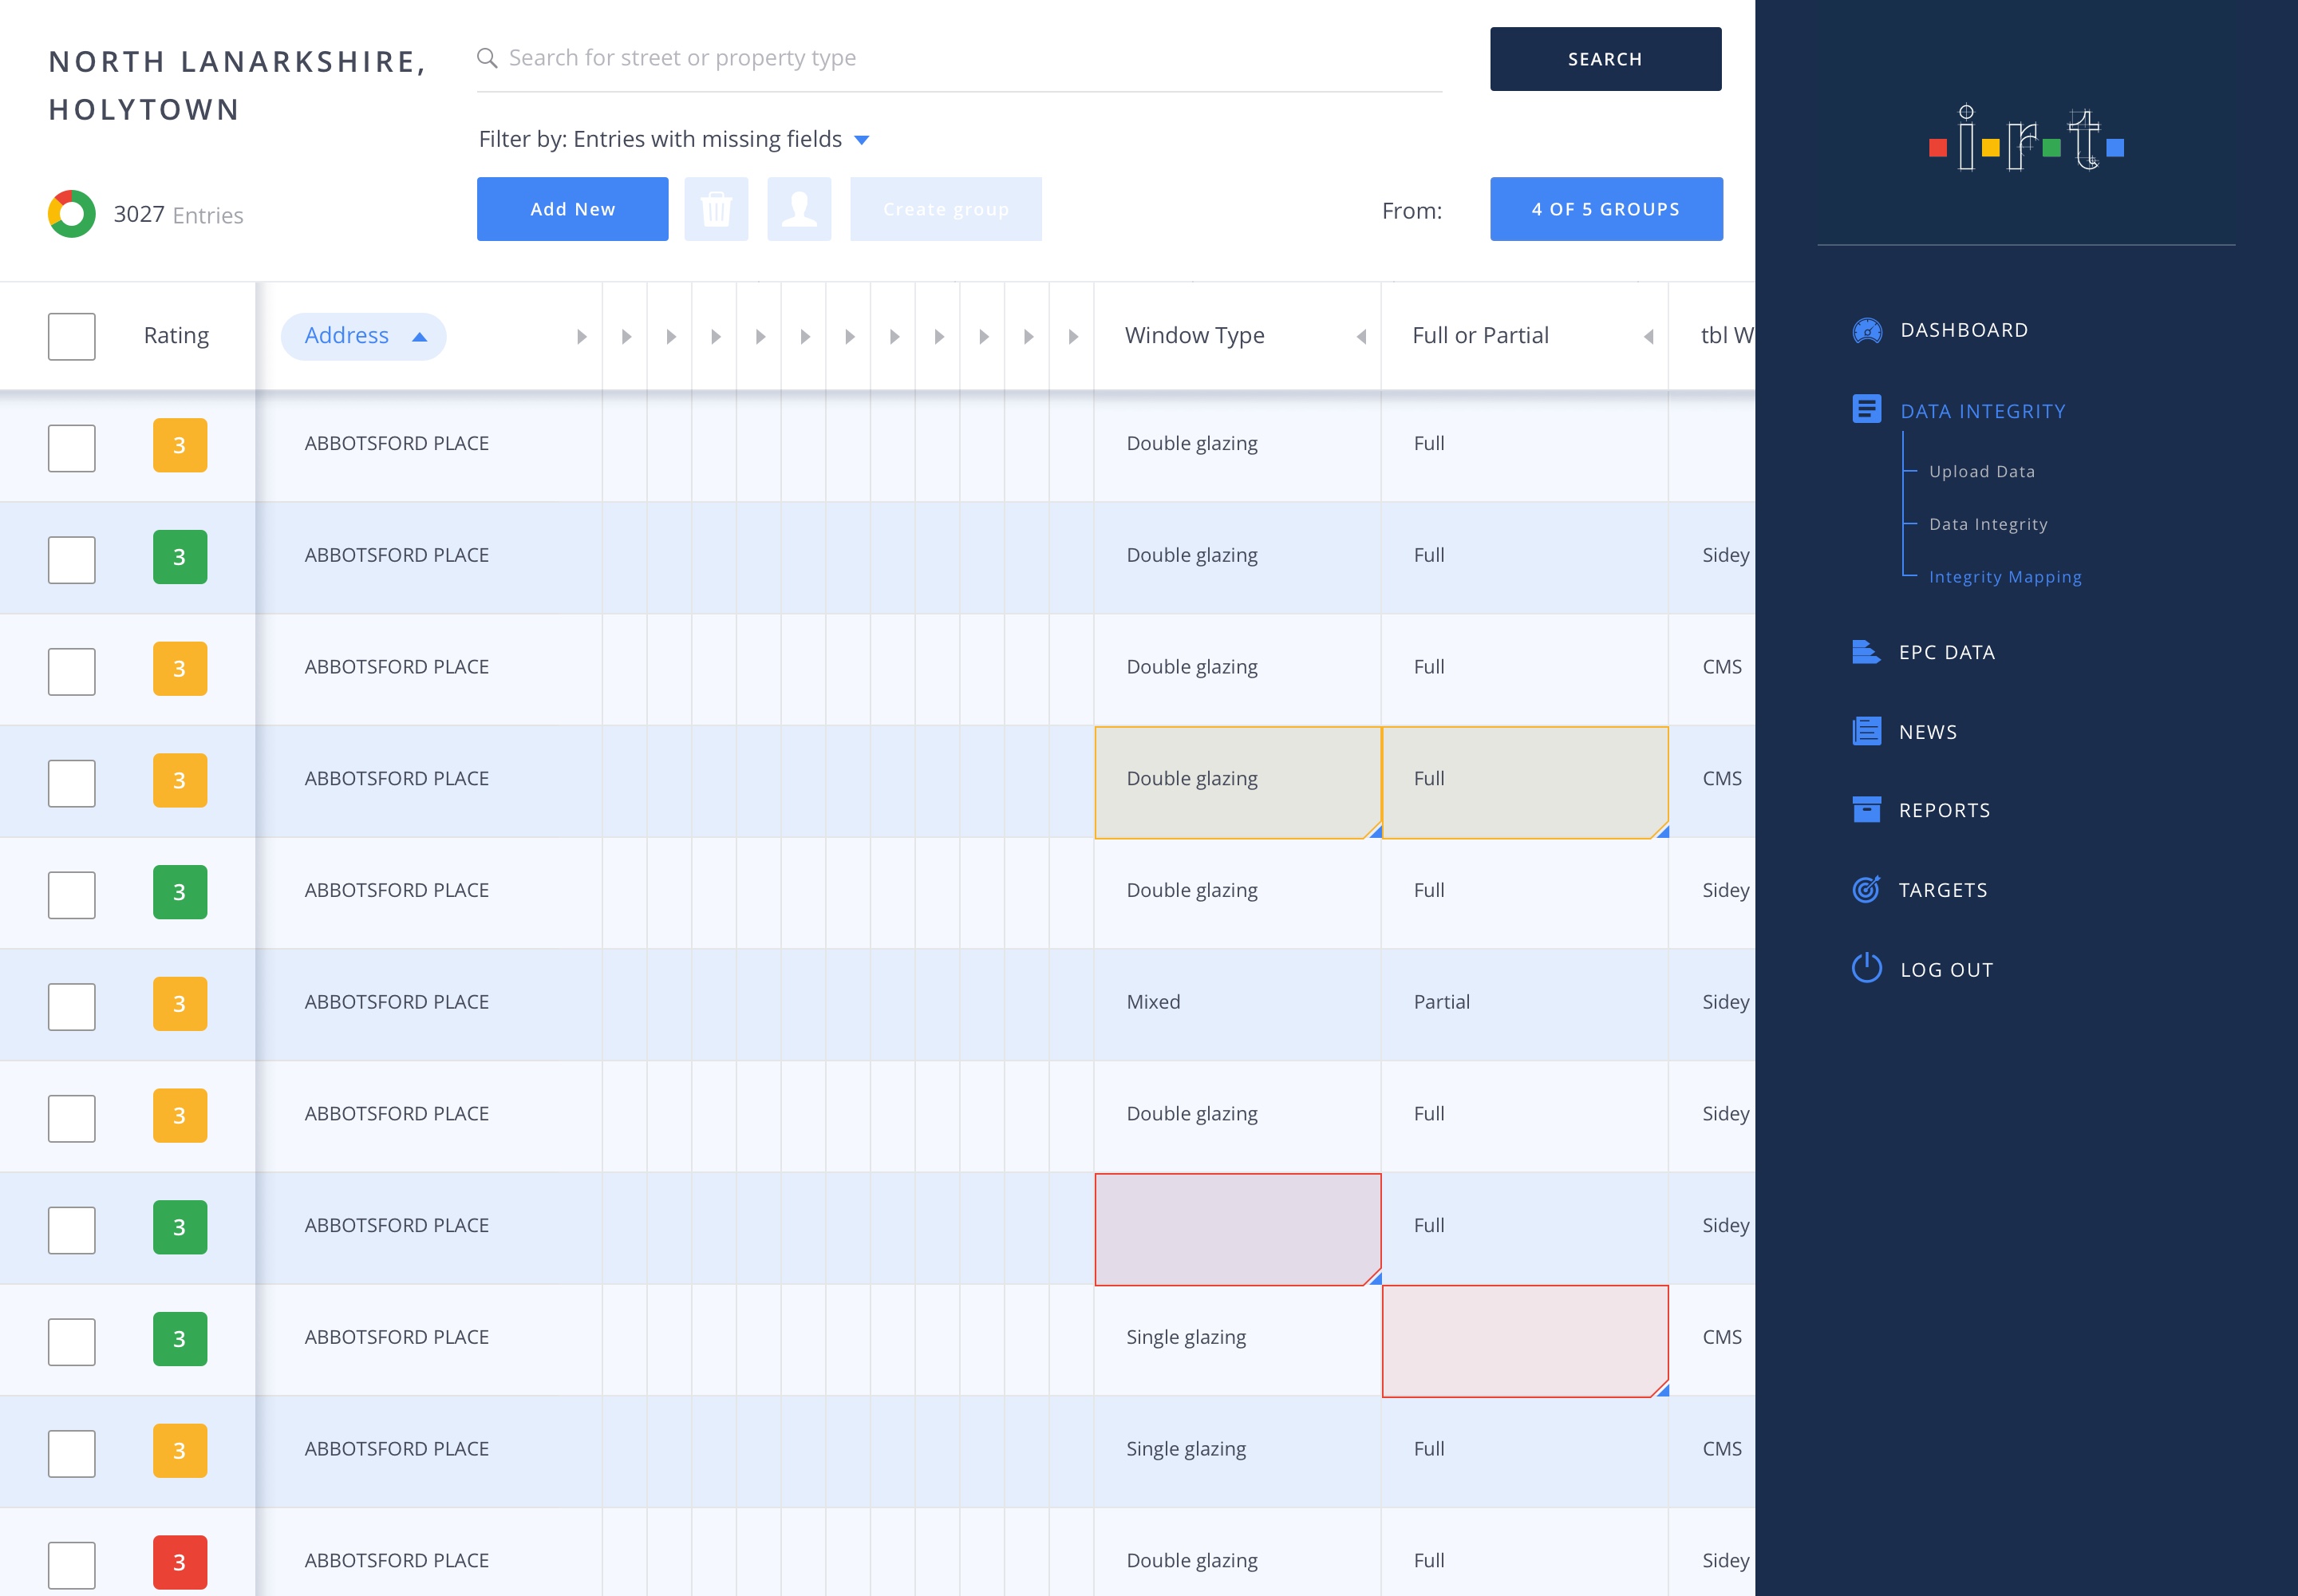 NORTH LANARKSHIRE,
HOLYTOWN
3027 Entries
Search for street or property type
SEARCH
Filter by: Entries with missing fields
Add New
Create group
From:
4 OF 5 GROUPS
Rating
Address
Window Type
Full or Partial
tbl W
3 ABBOTSFORD PLACE Double glazing Full
3 ABBOTSFORD PLACE Double glazing Full Sidey
3 ABBOTSFORD PLACE Double glazing Full CMS
3 ABBOTSFORD PLACE Double glazing Full CMS
3 ABBOTSFORD PLACE Double glazing Full Sidey
3 ABBOTSFORD PLACE Mixed Partial Sidey
3 ABBOTSFORD PLACE Double glazing Full Sidey
3 ABBOTSFORD PLACE Full Sidey
3 ABBOTSFORD PLACE Single glazing CMS
3 ABBOTSFORD PLACE Single glazing Full CMS
3 ABBOTSFORD PLACE Double glazing Full Sidey
i.r.t.
DASHBOARD
DATA INTEGRITY
Upload Data
Data Integrity
Integrity Mapping
EPC DATA
NEWS
REPORTS
TARGETS
LOG OUT